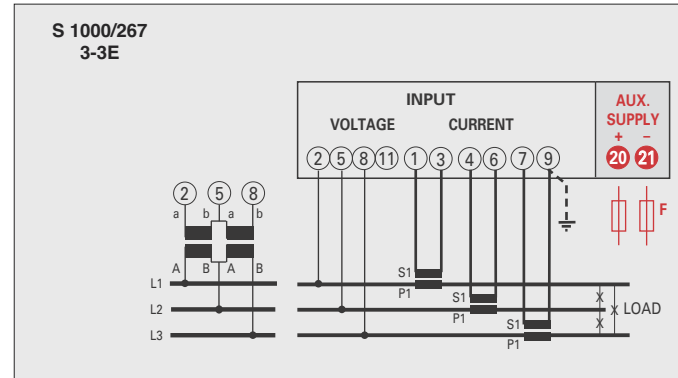 S 1000/267
3-3E
INPUT
VOLTAGE CURRENT
AUX.
SUPPLY
+ −
2 5 8 11 1 3 4 6 7 9
20 21
2 5 8
a b a b
F
A B A B
L1
L2
L3
S1
P1
S1
P1
S1
P1
X
X
X
LOAD